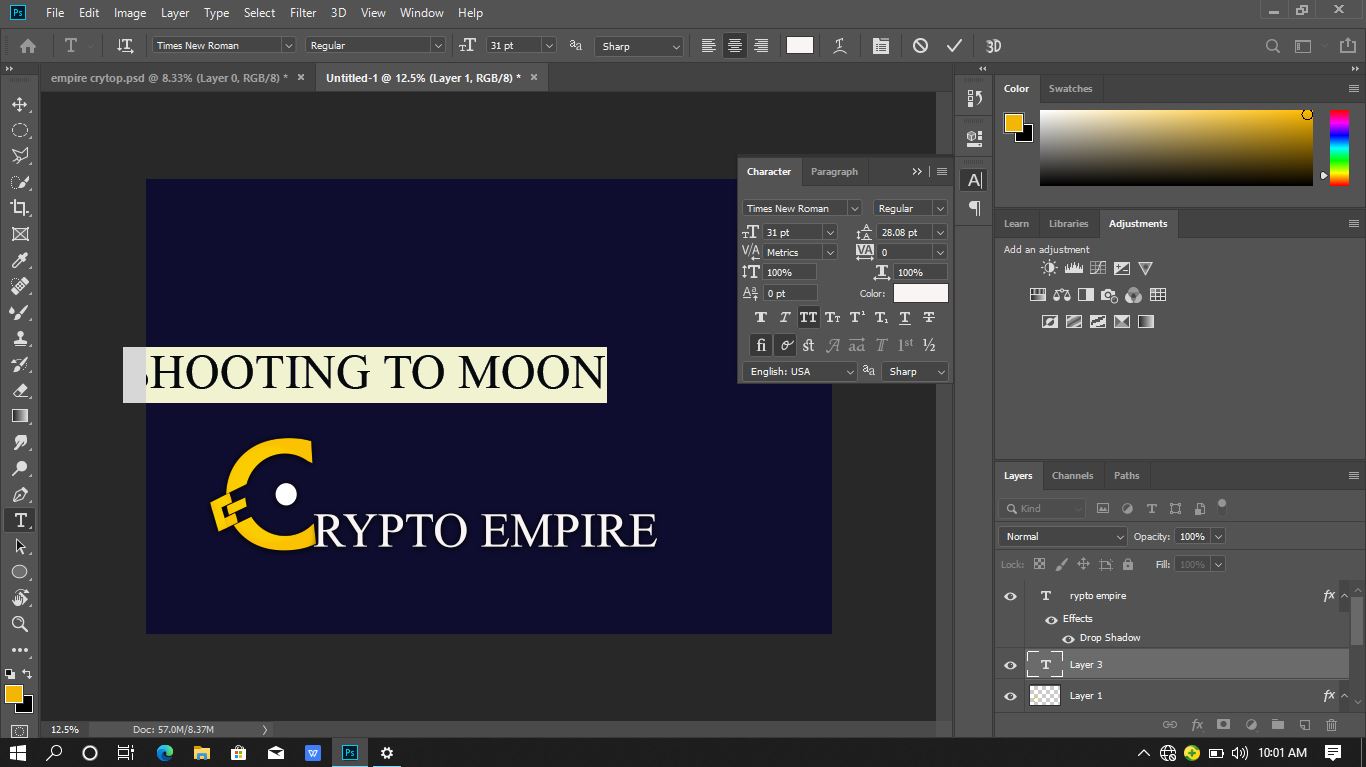 Ps File Edit Image Layer Type Select Filter 3D View Window Help
Times New Roman Regular 31 pt Sharp 3D
empire crytop.psd @ 8.33% (Layer 0, RGB/8) * × Untitled-1 @ 12.5% (Layer 1, RGB/8) * ×
Color Swatches
Character Paragraph
Times New Roman Regular
31 pt 28.08 pt
Metrics 0
100% 100%
0 pt Color:
fi st A aa T 1st ½
English: USA Sharp
Learn Libraries Adjustments
Add an adjustment
SHOOTING TO MOON
RYPTO EMPIRE
Layers Channels Paths
Kind
Normal Opacity: 100%
Lock: Fill: 100%
rypto empire fx
Effects
Drop Shadow
Layer 3
Layer 1 fx
12.5% Doc: 57.0M/8.37M
10:01 AM